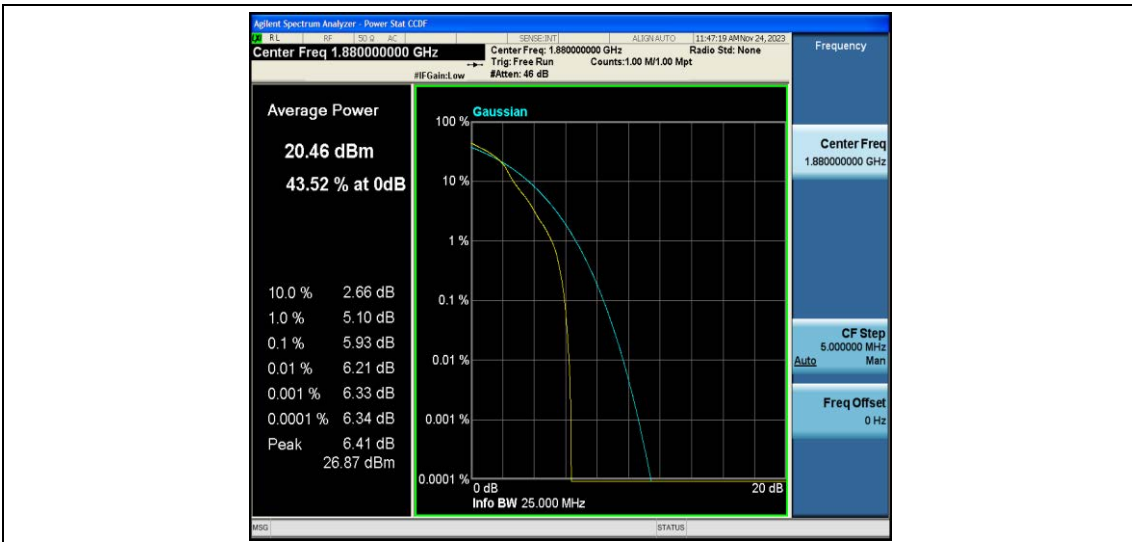 Agilent Spectrum Analyzer - Power Stat CCDF
LXI RL RF 50 Ω AC SENSE:INT ALIGN AUTO 11:47:19 AM Nov 24, 2023
Center Freq 1.880000000 GHz
Center Freq: 1.880000000 GHz Radio Std: None
Trig: Free Run Counts:1.00 M/1.00 Mpt
#IFGain:Low #Atten: 46 dB
Frequency
Average Power
20.46 dBm
43.52 % at 0dB
10.0 % 2.66 dB
1.0 % 5.10 dB
0.1 % 5.93 dB
0.01 % 6.21 dB
0.001 % 6.33 dB
0.0001 % 6.34 dB
Peak 6.41 dB
26.87 dBm
Gaussian
100 %
10 %
1 %
0.1 %
0.01 %
0.001 %
0.0001 %
0 dB 20 dB
Info BW 25.000 MHz
Center Freq
1.880000000 GHz
CF Step
5.000000 MHz
Auto Man
Freq Offset
0 Hz
MSG STATUS